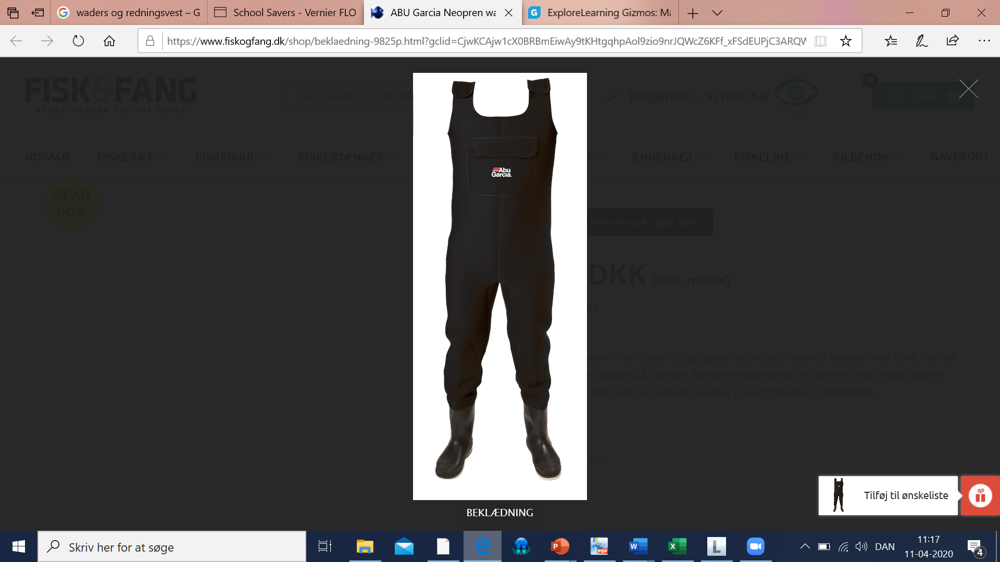 waders og redningsvest – G
School Savers - Vernier FLO
ABU Garcia Neopren wa
ExploreLearning Gizmos: Ma
https://www.fiskogfang.dk/shop/beklaedning-9825p.html?gclid=CjwKCAjw1cX0BRBmEiwAy9tKHtgqhpAol9zio9nrJQWcZ6KFf_xFSdEUPjC3ARQW
FISK&FANG
STORE MÆRKER TIL SMÅ PENGE
Søg blandt 20.000 va
Prisgaranti - Vi matcher
0
0,00 DKK
UDSALG FISKESÆT FISKEHJUL FISKESTÆNGER G ENDEGREJ FISKELINE TILBEHØR GAVEKORT
SPAR
50%
Abu
Garcia
kommer på lager igen
DKK (inkl. moms)
LL
ders - er et par rigtige gode isolerende neopren waders med flere mm tyk
m holder på varmen. Neopren waderserne er forsynet med faste støvler
ABU Garcia neopren waders er komfortabel og Behagelig.
ren
Tilføj til ønskeliste
BEKLÆDNING
Skriv her for at søge
DAN
11:17
11-04-2020
4